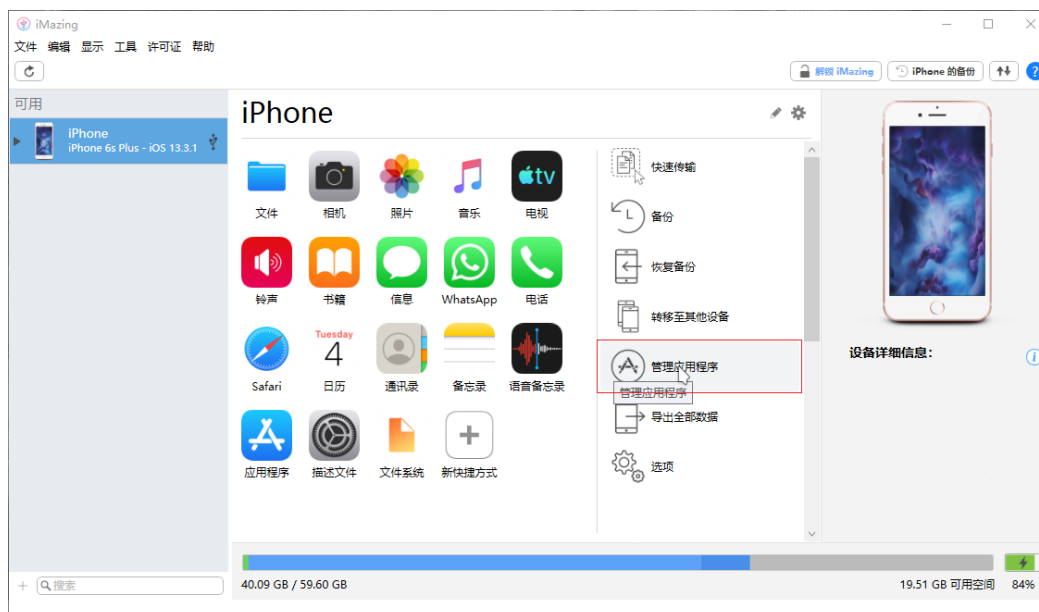 iMazing
文件 编辑 显示 工具 许可证 帮助
解锁 iMazing
iPhone 的备份
?
可用
iPhone
iPhone 6s Plus - iOS 13.3.1
iPhone
tv
文件 相机 照片 音乐 电视
铃声 书籍 信息 WhatsApp 电话
Tuesday
4
Safari 日历 通讯录 备忘录 语音备忘录
应用程序 描述文件 文件系统 新快捷方式
快速传输
备份
恢复备份
转移至其他设备
管理应用程序
管理应用程序
导出全部数据
选项
设备详细信息：
搜索
40.09 GB / 59.60 GB
19.51 GB 可用空间 84%